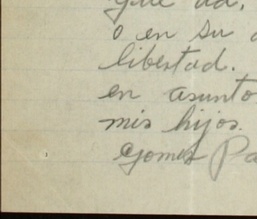 que ud.
o en su
libertad.
en asunto
mis hijos.
Gomez Pa